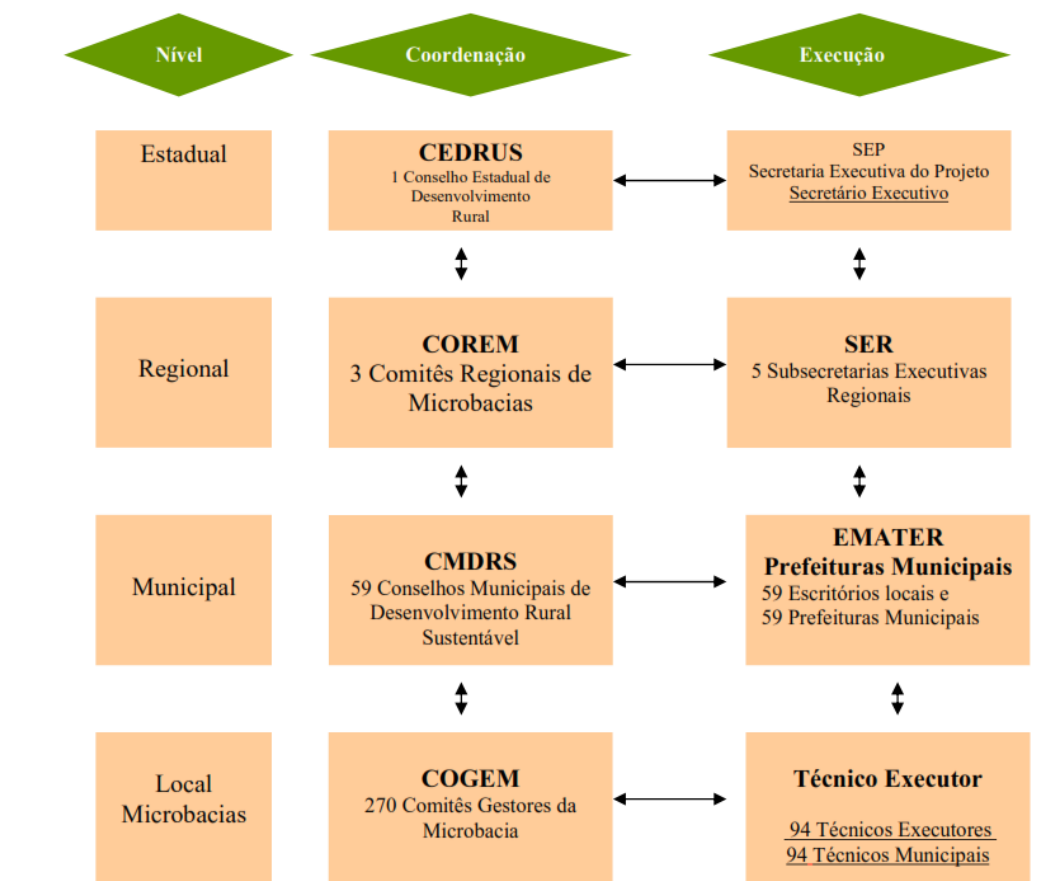 Nível
Coordenação
Execução
Estadual
CEDRUS
1 Conselho Estadual de
Desenvolvimento
Rural
SEP
Secretaria Executiva do Projeto
Secretário Executivo
Regional
COREM
3 Comitês Regionais de
Microbacias
SER
5 Subsecretarias Executivas
Regionais
Municipal
CMDRS
59 Conselhos Municipais de
Desenvolvimento Rural
Sustentável
EMATER
Prefeituras Municipais
59 Escritórios locais e
59 Prefeituras Municipais
Local
Microbacias
COGEM
270 Comitês Gestores da
Microbacia
Técnico Executor
94 Técnicos Executores
94 Técnicos Municipais